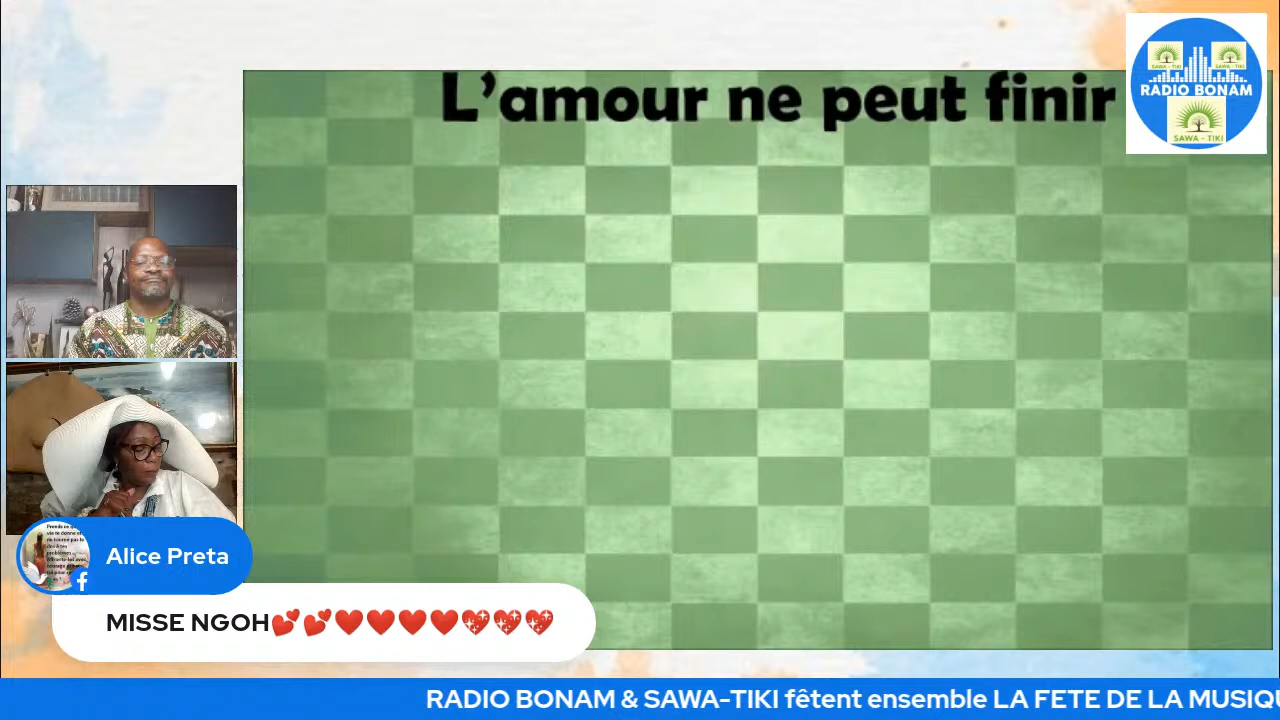 L'amour ne peut finir
SAWA - TIKI
SAWA - TIKI
RADIO BONAM
SAWA - TIKI
Alice Preta
MISSE NGOH💕💕❤️❤️❤️❤️💖💖💖
RADIO BONAM & SAWA-TIKI fêtent ensemble LA FETE DE LA MUSIQU